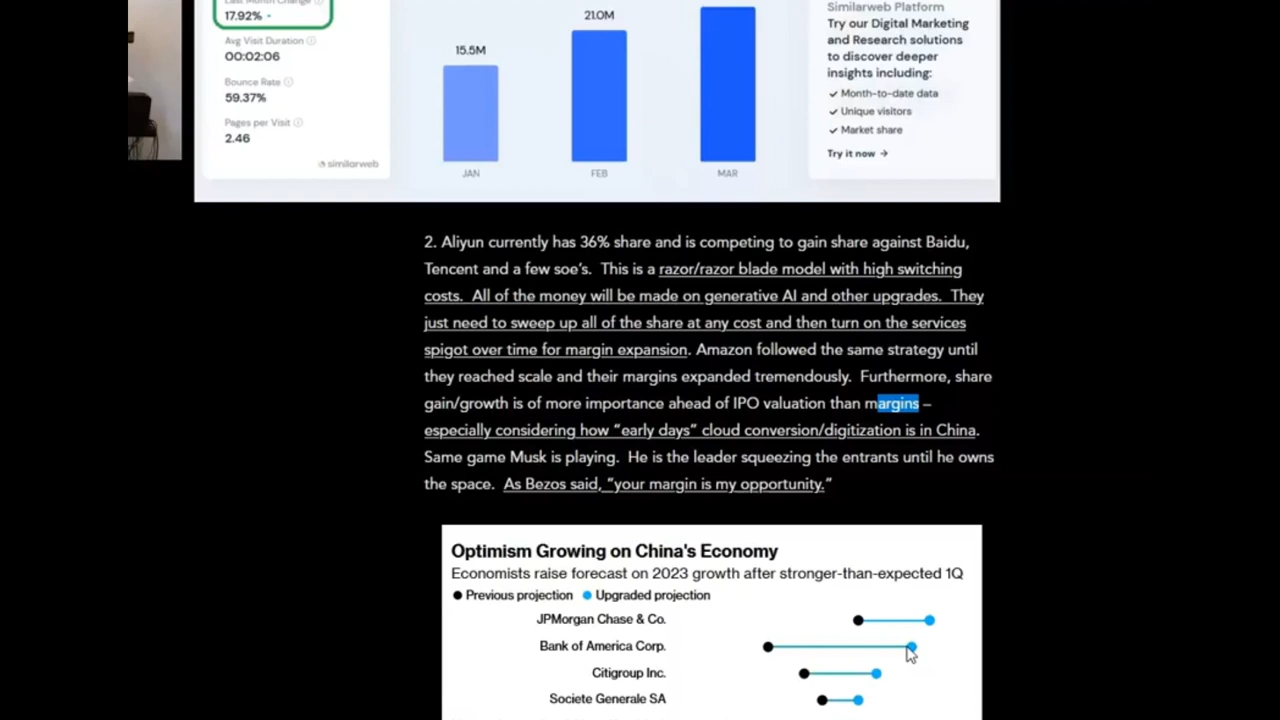 Last Month Change
17.92%
Avg Visit Duration
00:02:06
Bounce Rate
59.37%
Pages per Visit
2.46
similarweb
15.5M
21.0M
JAN
FEB
MAR
Similarweb Platform
Try our Digital Marketing
and Research solutions
to discover deeper
insights including:
✓ Month-to-date data
✓ Unique visitors
✓ Market share
Try it now →
2. Aliyun currently has 36% share and is competing to gain share against Baidu,
Tencent and a few soe's. This is a razor/razor blade model with high switching
costs. All of the money will be made on generative AI and other upgrades. They
just need to sweep up all of the share at any cost and then turn on the services
spigot over time for margin expansion. Amazon followed the same strategy until
they reached scale and their margins expanded tremendously. Furthermore, share
gain/growth is of more importance ahead of IPO valuation than margins –
especially considering how “early days” cloud conversion/digitization is in China.
Same game Musk is playing. He is the leader squeezing the entrants until he owns
the space. As Bezos said, “your margin is my opportunity.”
Optimism Growing on China's Economy
Economists raise forecast on 2023 growth after stronger-than-expected 1Q
Previous projection Upgraded projection
JPMorgan Chase & Co.
Bank of America Corp.
Citigroup Inc.
Societe Generale SA